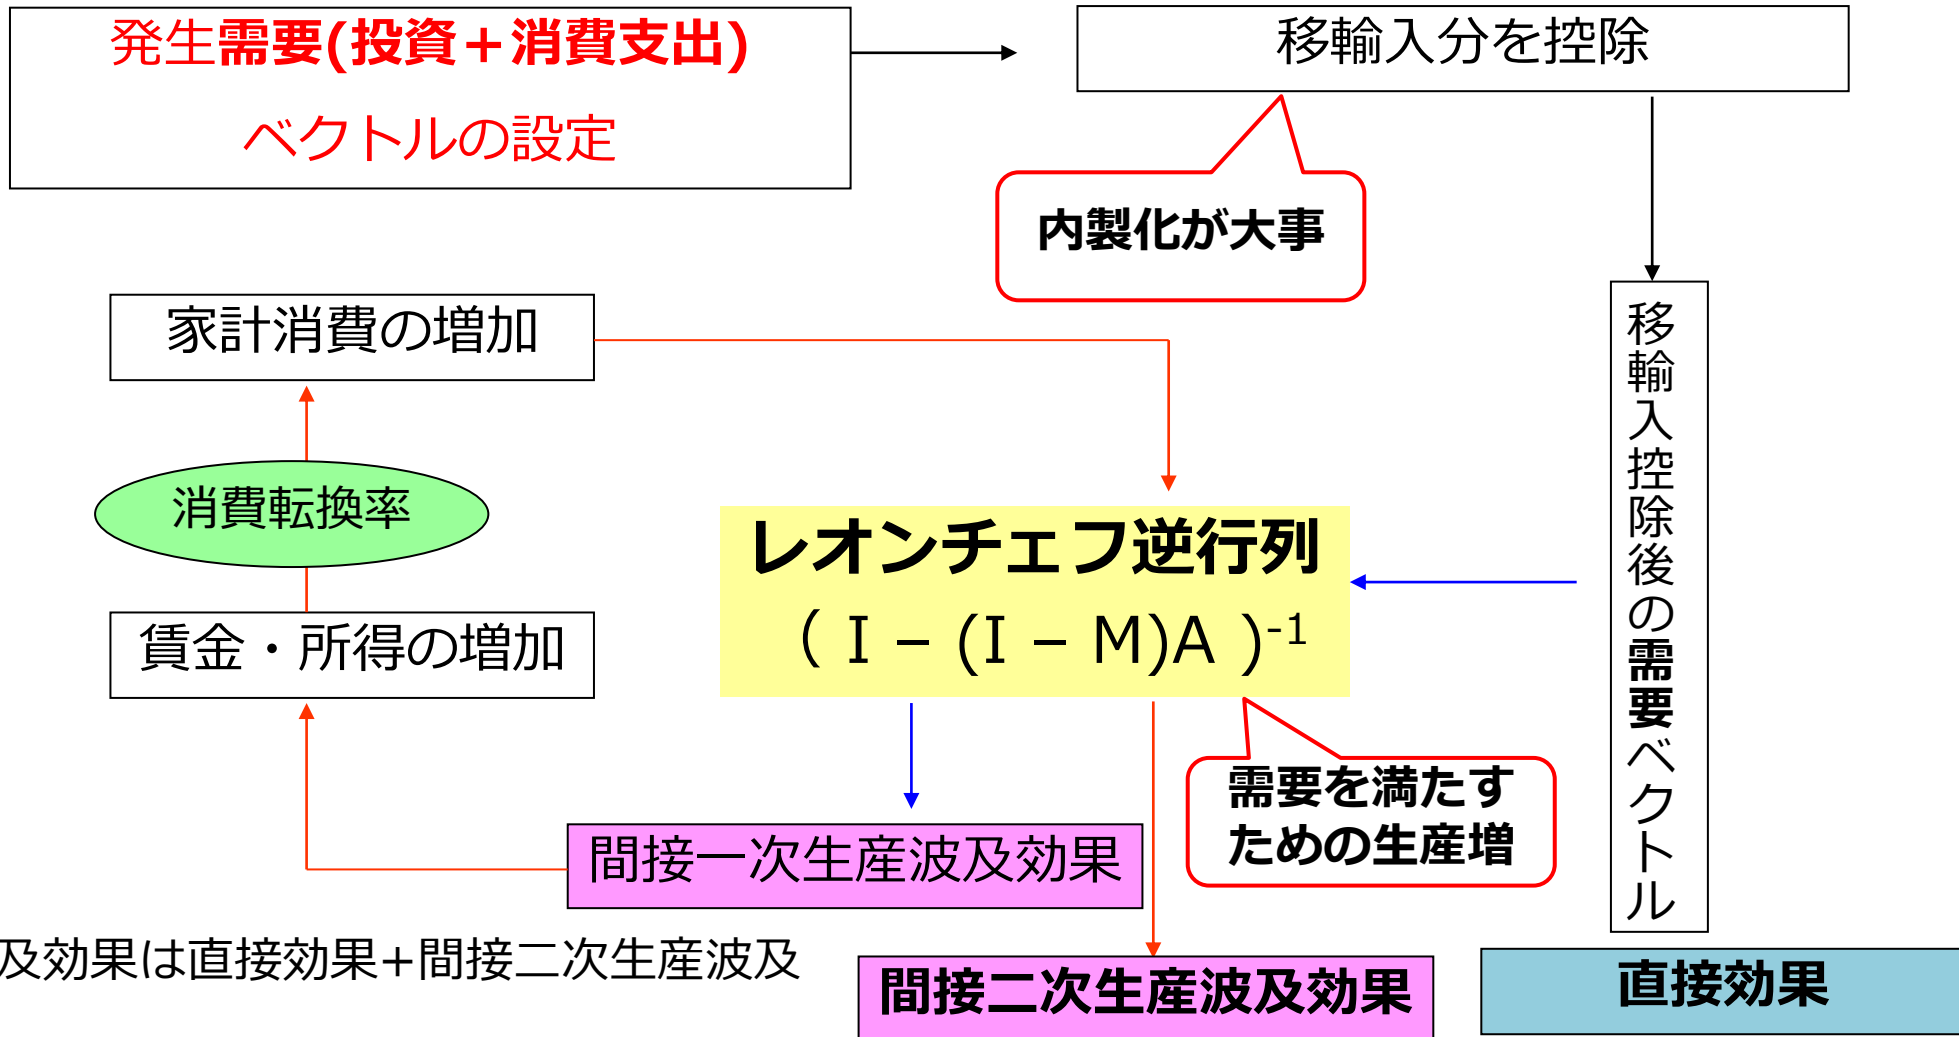 発生需要(投資＋消費支出)
ベクトルの設定
移輸入分を控除
内製化が大事
家計消費の増加
消費転換率
賃金・所得の増加
レオンチェフ逆行列
（ I − (I − M)A )-1
移輸入控除後の需要ベクトル
需要を満たす
ための生産増
間接一次生産波及効果
及効果は直接効果+間接二次生産波及
間接二次生産波及効果
直接効果